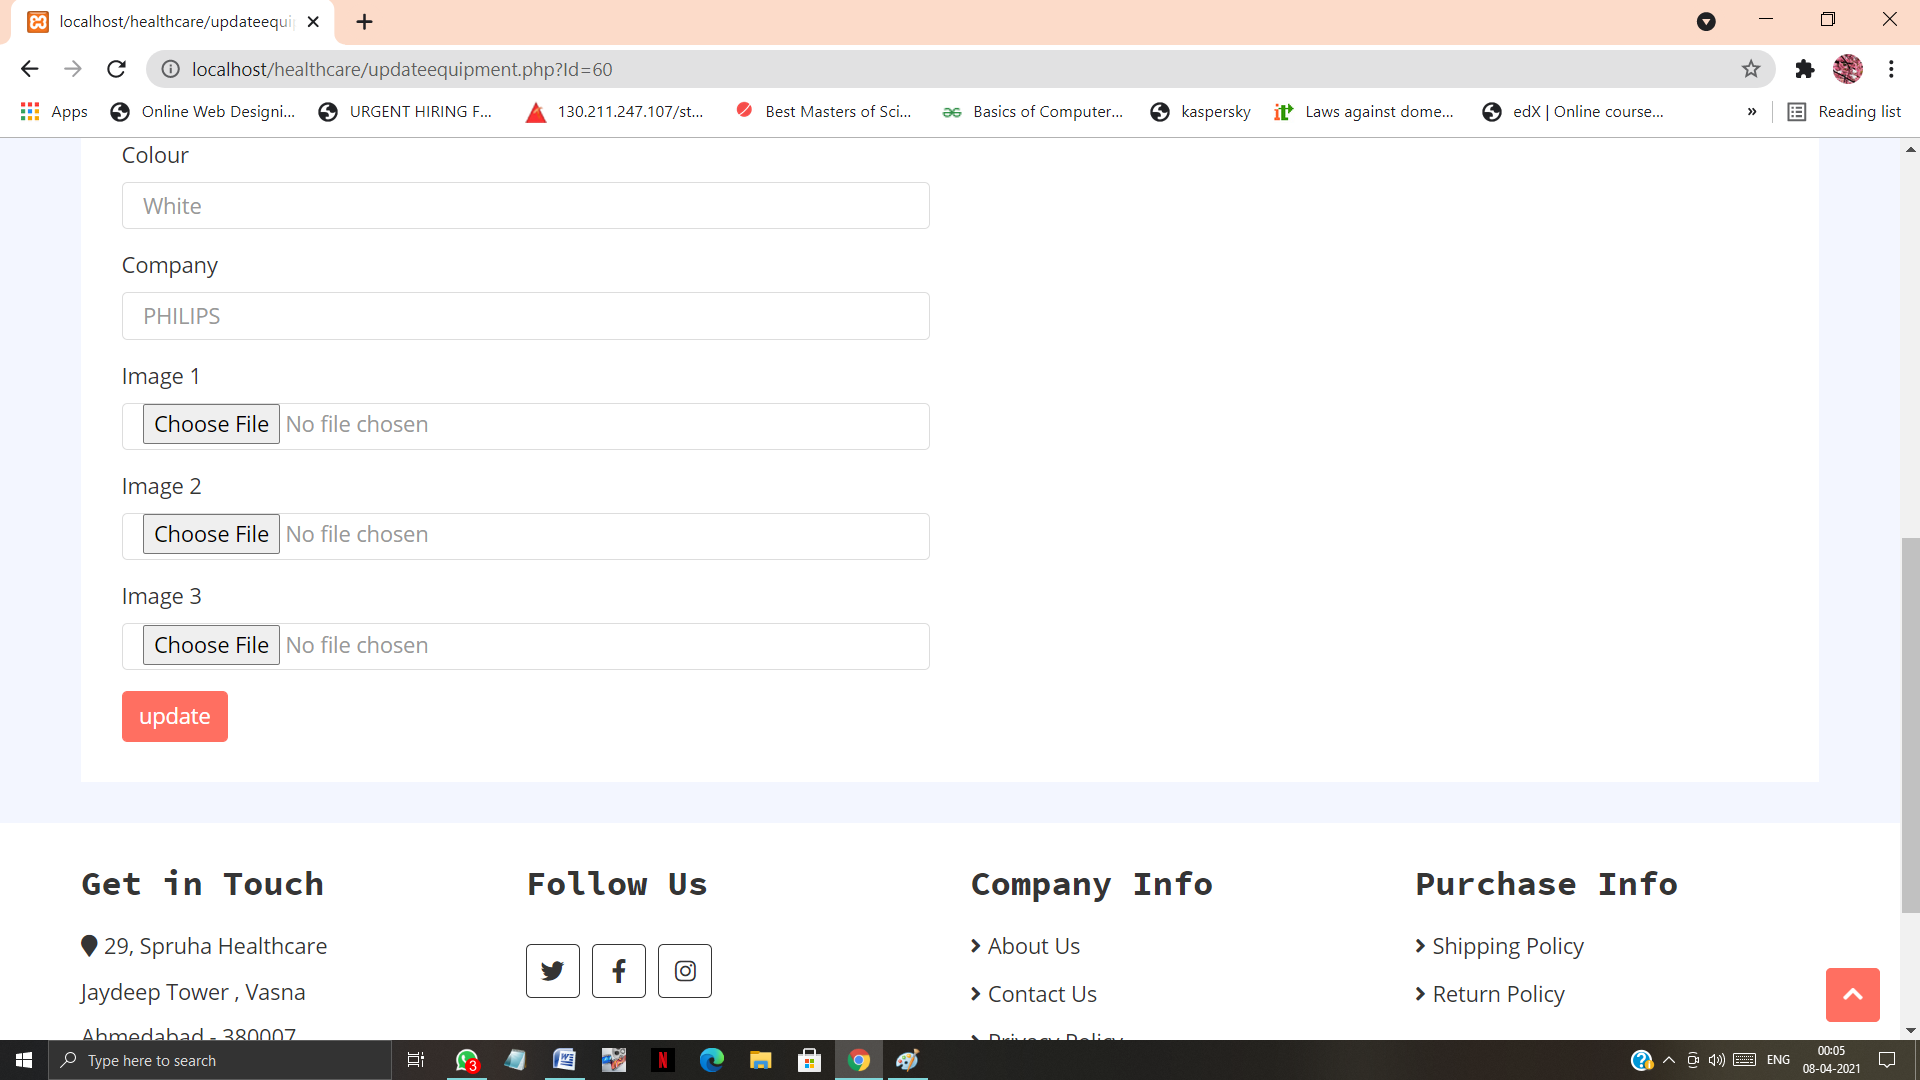 localhost/healthcare/updateequi
localhost/healthcare/updateequipment.php?Id=60
Apps
Online Web Designi...
URGENT HIRING F...
130.211.247.107/st...
Best Masters of Sci...
Basics of Computer...
kaspersky
Laws against dome...
edX | Online course...
»
Reading list
Colour
White
Company
PHILIPS
Image 1
Choose File No file chosen
Image 2
Choose File No file chosen
Image 3
Choose File No file chosen
update
Get in Touch
29, Spruha Healthcare
Jaydeep Tower , Vasna
Ahmedabad - 380007
Follow Us
Company Info
About Us
Contact Us
Privacy Policy
Purchase Info
Shipping Policy
Return Policy
Type here to search
3
ENG
00:05
08-04-2021